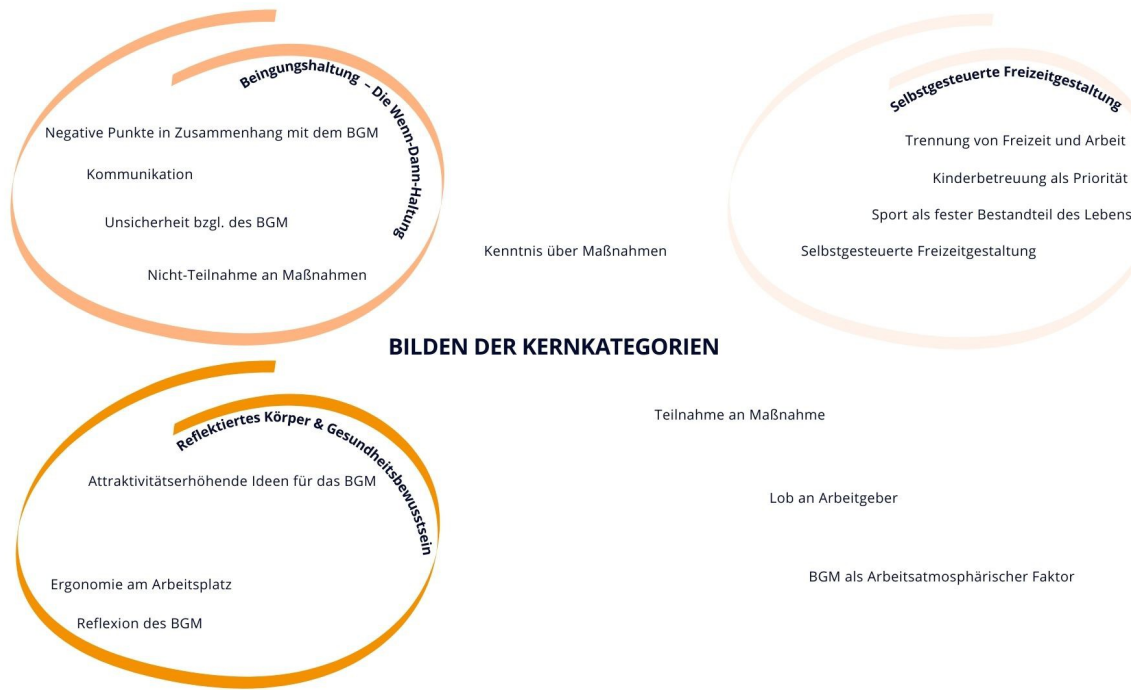 Beingungshaltung – Die Wenn-Dann-Haltung
Negative Punkte in Zusammenhang mit dem BGM
Kommunikation
Unsicherheit bzgl. des BGM
Nicht-Teilnahme an Maßnahmen
Kenntnis über Maßnahmen
Selbstgesteuerte Freizeitgestaltung
Trennung von Freizeit und Arbeit
Kinderbetreuung als Priorität
Sport als fester Bestandteil des Lebens
Selbstgesteuerte Freizeitgestaltung
BILDEN DER KERNKATEGORIEN
Reflektiertes Körper & Gesundheitsbewusstsein
Attraktivitätserhöhende Ideen für das BGM
Ergonomie am Arbeitsplatz
Reflexion des BGM
Teilnahme an Maßnahme
Lob an Arbeitgeber
BGM als Arbeitsatmosphärischer Faktor